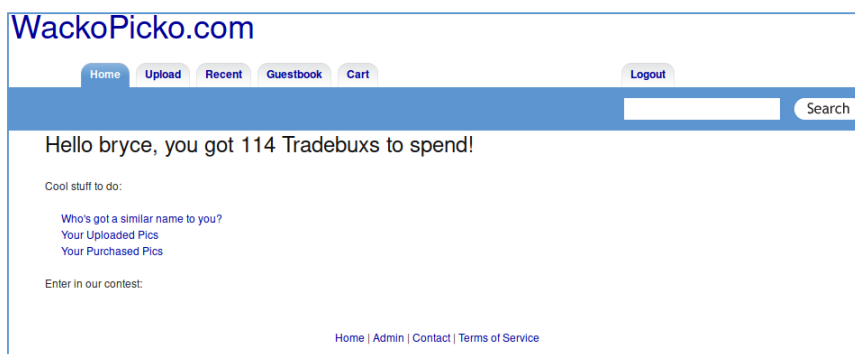 WackoPicko.com
Home Upload Recent Guestbook Cart Logout
Search
Hello bryce, you got 114 Tradebuxs to spend!
Cool stuff to do:
Who's got a similar name to you?
Your Uploaded Pics
Your Purchased Pics
Enter in our contest:
Home | Admin | Contact | Terms of Service